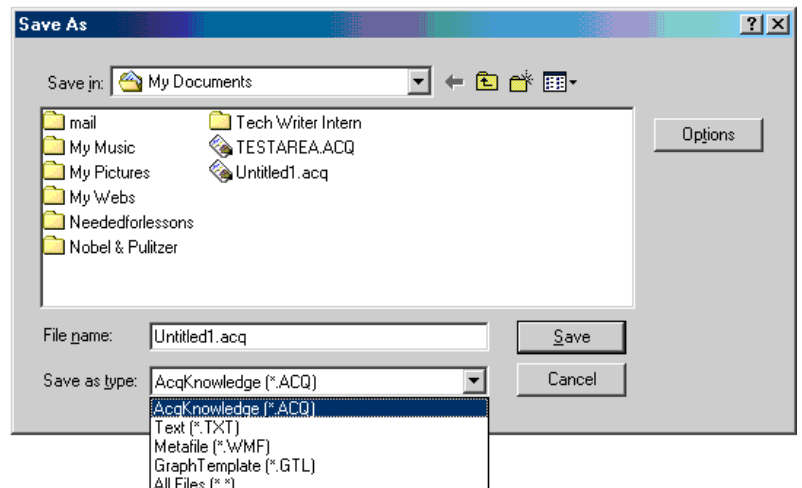 Save As
Save in: My Documents
mail
My Music
My Pictures
My Webs
Neededforlessons
Nobel & Pulitzer
Tech Writer Intern
TESTAREA.ACQ
Untitled1.acq
Options
File name: Untitled1.acq Save
Save as type: AcqKnowledge (*.ACQ) Cancel
AcqKnowledge (*.ACQ)
Text (*.TXT)
Metafile (*.WMF)
GraphTemplate (*.GTL)
All Files (*.*)